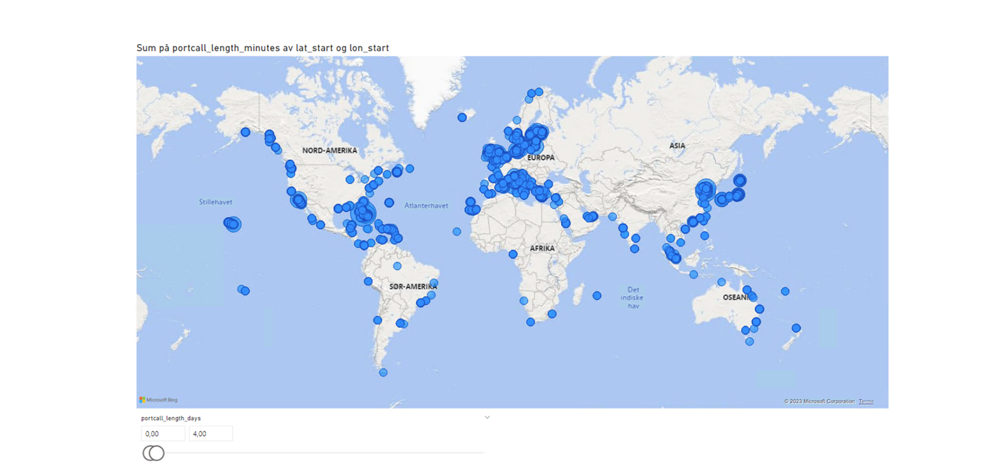 Sum på portcall_length_minutes av lat_start og lon_start
NORD-AMERIKA
ASIA
EUROPA
Stillehavet
Atlanterhavet
AFRIKA
SØR-AMERIKA
Det
indiske
hav
OSEANI
Microsoft Bing
© 2023 Microsoft Corporation Terms
portcall_length_days
0,00
4,00